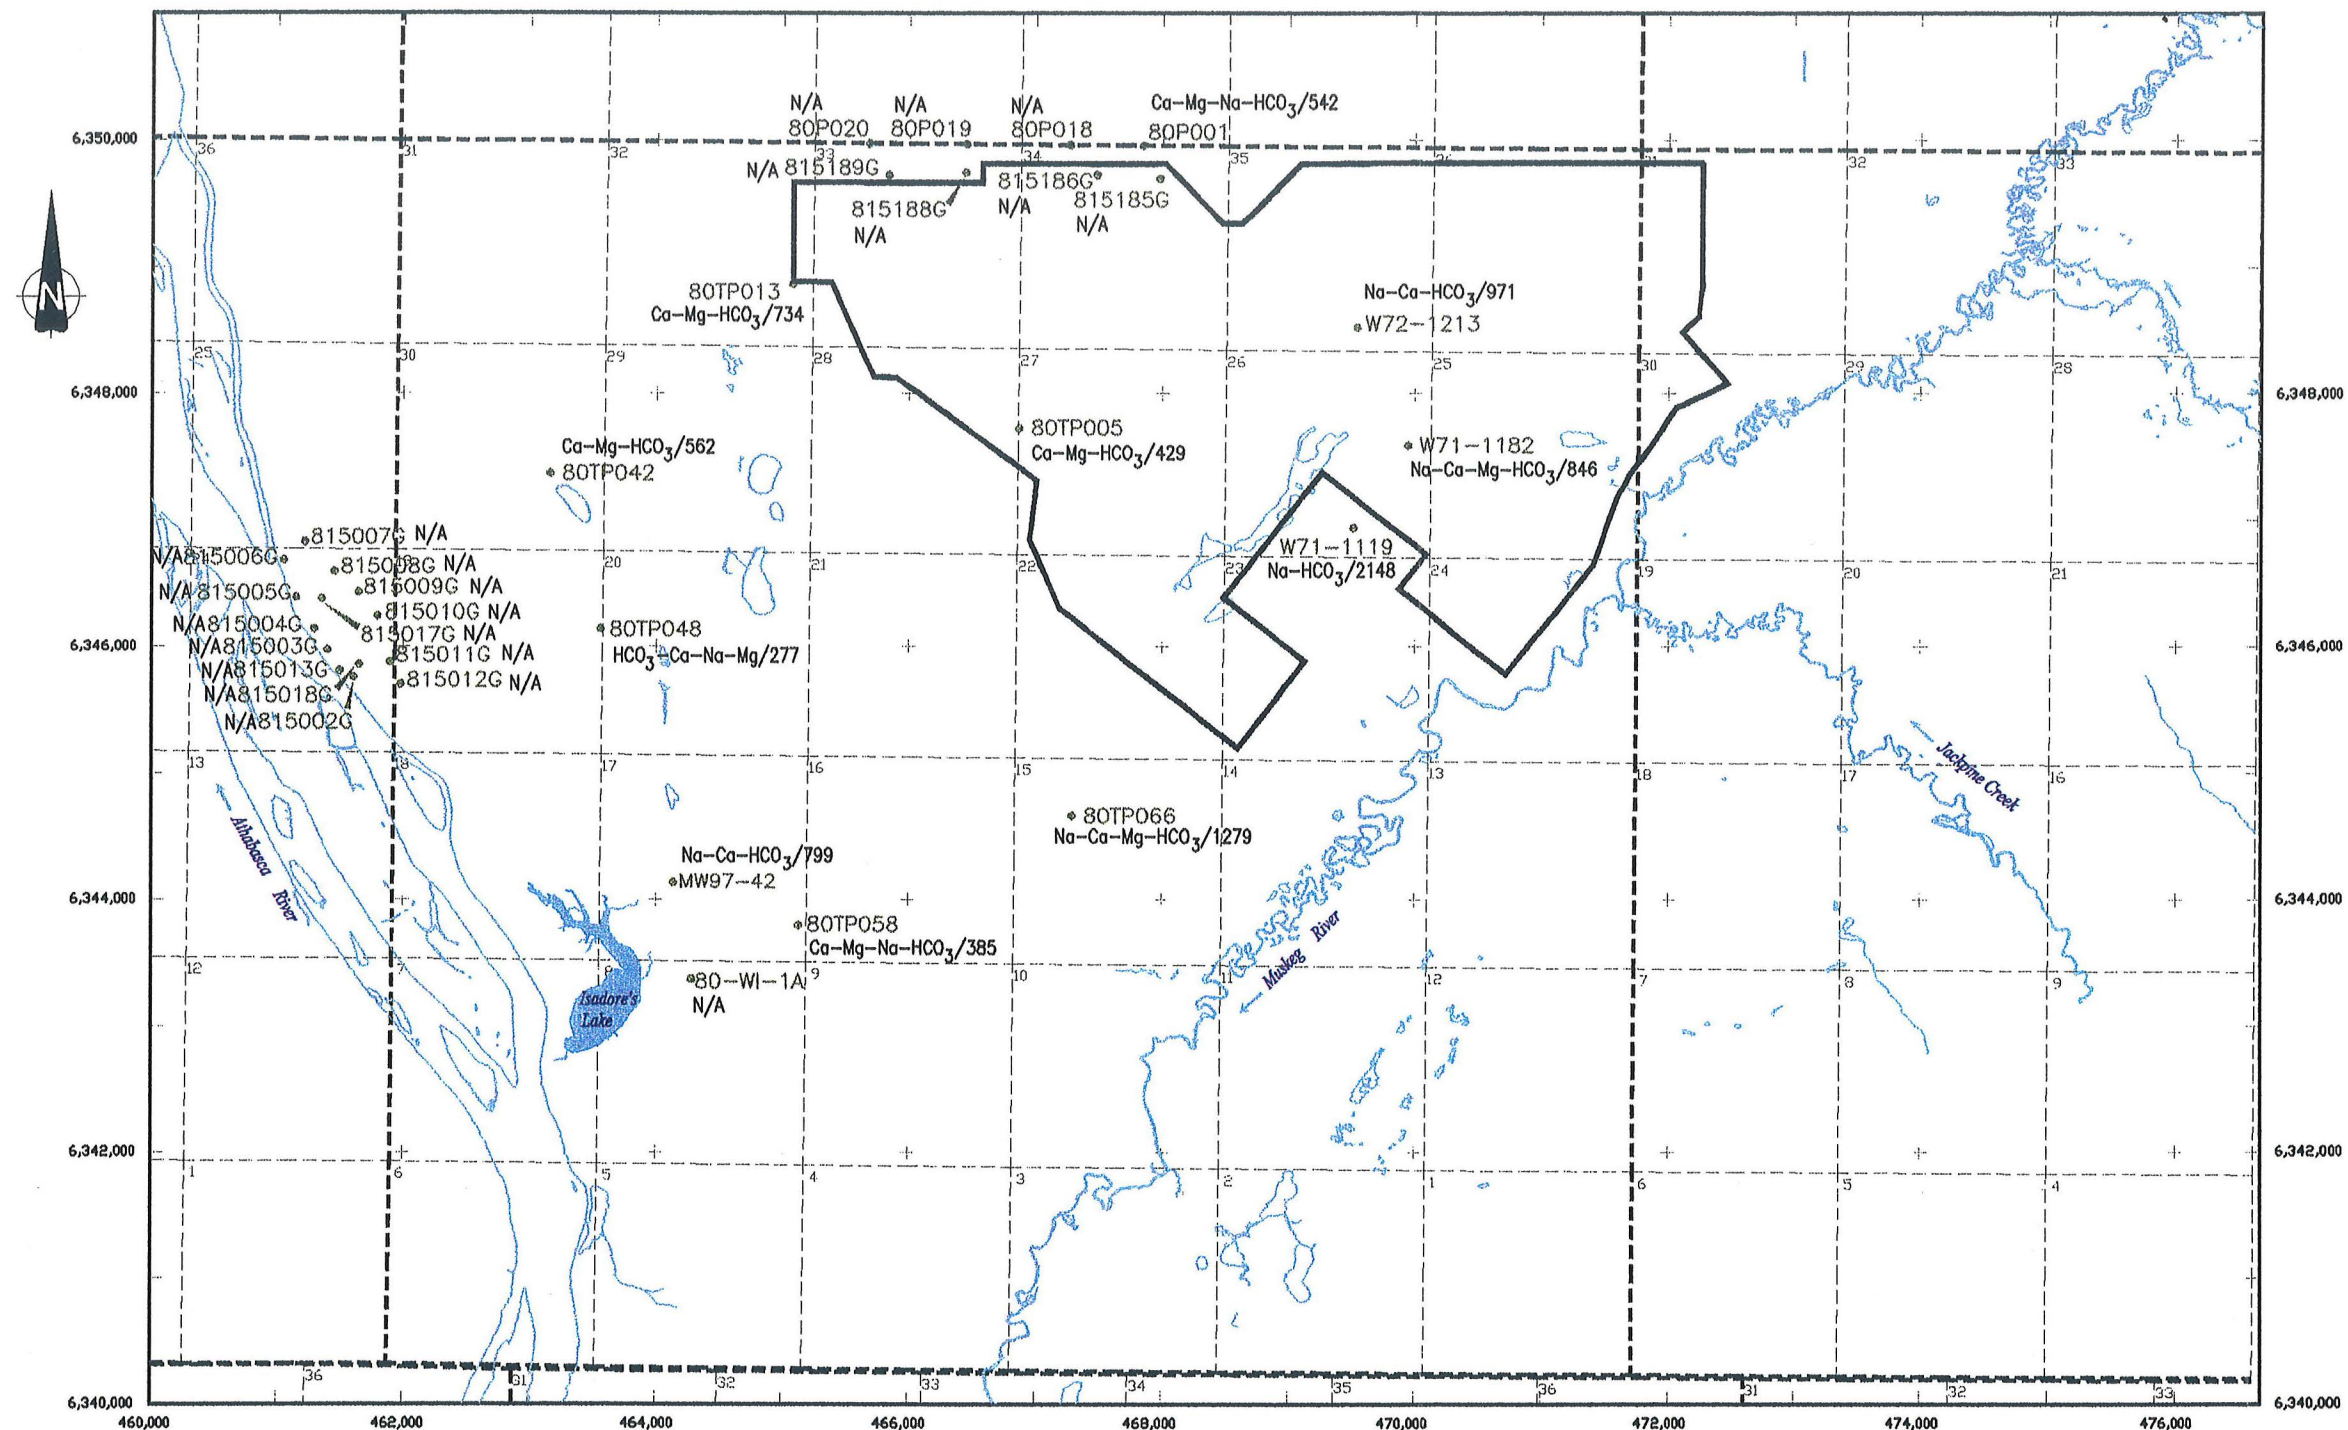 N/A N/A N/A Ca-Mg-Na-HCO3/542
80P020 80P019 80P018 80P001
6,350,000
36 31 32 33 34 35 31 32 33
N/A 815189G
815186G
N/A
815188G
N/A
815185G
N/A
N
80TP013
Ca-Mg-HCO3/734
Na-Ca-HCO3/971
W72-1213
25 30 29 28 27 26 25 30 29 28
6,348,000 6,348,000
80TP005
Ca-Mg-HCO3/429
Ca-Mg-HCO3/562
80TP042
W71-1182
Na-Ca-Mg-HCO3/846
815007G N/A
N/A815006G
815008G N/A
20 21 22 23 24 19 20 21
W71-1119
Na-HCO3/2148
815009G N/A
N/A 815005G
815010G N/A
N/A815004G
815017G N/A
80TP048
HCO3-Ca-Na-Mg/277
N/A815003G
6,346,000 6,346,000
815011G N/A
N/A815013G
815012G N/A
N/A815018G
N/A815002G
13 18 17 16 15 14 13 18 17 16
Jackpine Creek
80TP066
Na-Ca-Mg-HCO3/1279
Athabasca River
Na-Ca-HCO3/799
MW97-42
6,344,000 6,344,000
80TP058
Ca-Mg-Na-HCO3/385
Muskeg River
12 7 8 9 10 11 12 7 8 9
80-WI-1A
N/A
Isadore's
Lake
6,342,000 6,342,000
1 6 5 4 3 2 1 6 5 4
36 31 32 33 34 35 36 31 32 33
6,340,000 6,340,000
460,000 462,000 464,000 466,000 468,000 470,000 472,000 474,000 476,000